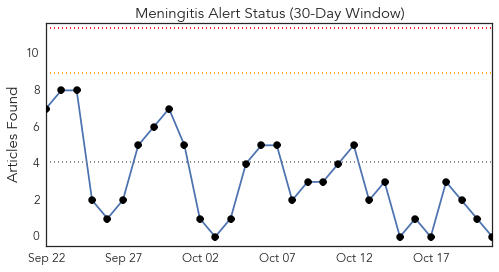 Meningitis Alert Status (30-Day Window)
Articles Found
10
8
6
4
2
0
Sep 22 Sep 27 Oct 02 Oct 07 Oct 12 Oct 17